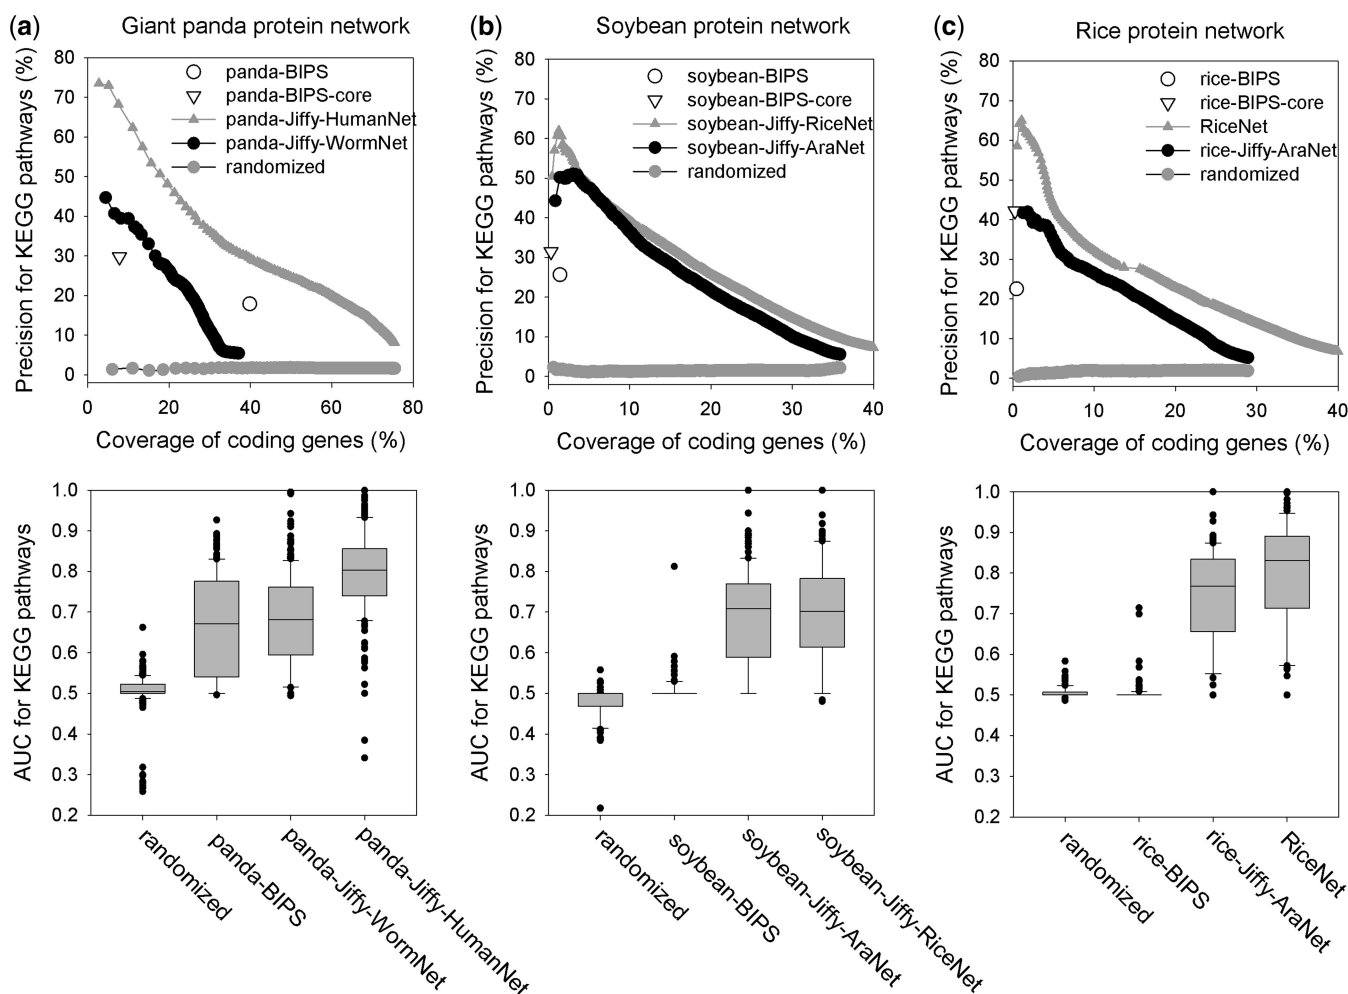 (a) Giant panda protein network
Precision for KEGG pathways (%)
80
70
60
50
40
30
20
10
0
panda-BIPS
panda-BIPS-core
panda-Jiffy-HumanNet
panda-Jiffy-WormNet
randomized
0 20 40 60 80
Coverage of coding genes (%)
(b) Soybean protein network
Precision for KEGG pathways (%)
80
70
60
50
40
30
20
10
0
soybean-BIPS
soybean-BIPS-core
soybean-Jiffy-RiceNet
soybean-Jiffy-AraNet
randomized
0 10 20 30 40
Coverage of coding genes (%)
(c) Rice protein network
Precision for KEGG pathways (%)
80
70
60
50
40
30
20
10
0
rice-BIPS
rice-BIPS-core
RiceNet
rice-Jiffy-AraNet
randomized
0 10 20 30 40
Coverage of coding genes (%)
AUC for KEGG pathways
1.0
0.9
0.8
0.7
0.6
0.5
0.4
0.3
0.2
randomized
panda-BIPS
panda-Jiffy-WormNet
panda-Jiffy-HumanNet
AUC for KEGG pathways
1.0
0.9
0.8
0.7
0.6
0.5
0.4
0.3
0.2
randomized
soybean-BIPS
soybean-Jiffy-AraNet
soybean-Jiffy-RiceNet
AUC for KEGG pathways
1.0
0.9
0.8
0.7
0.6
0.5
0.4
0.3
0.2
randomized
rice-BIPS
rice-Jiffy-AraNet
RiceNet